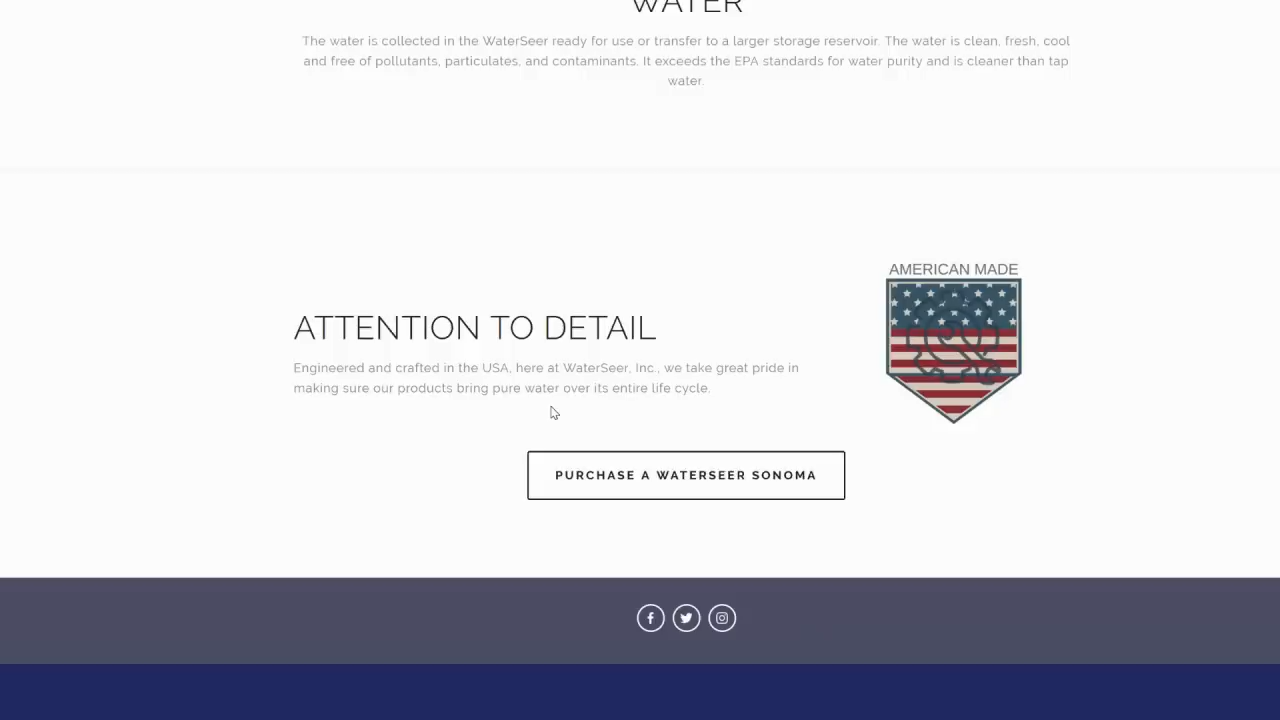 WATER
The water is collected in the WaterSeer ready for use or transfer to a larger storage reservoir. The water is clean, fresh, cool
and free of pollutants, particulates, and contaminants. It exceeds the EPA standards for water purity and is cleaner than tap
water.
AMERICAN MADE
ATTENTION TO DETAIL
Engineered and crafted in the USA, here at WaterSeer, Inc., we take great pride in
making sure our products bring pure water over its entire life cycle.
PURCHASE A WATERSEER SONOMA